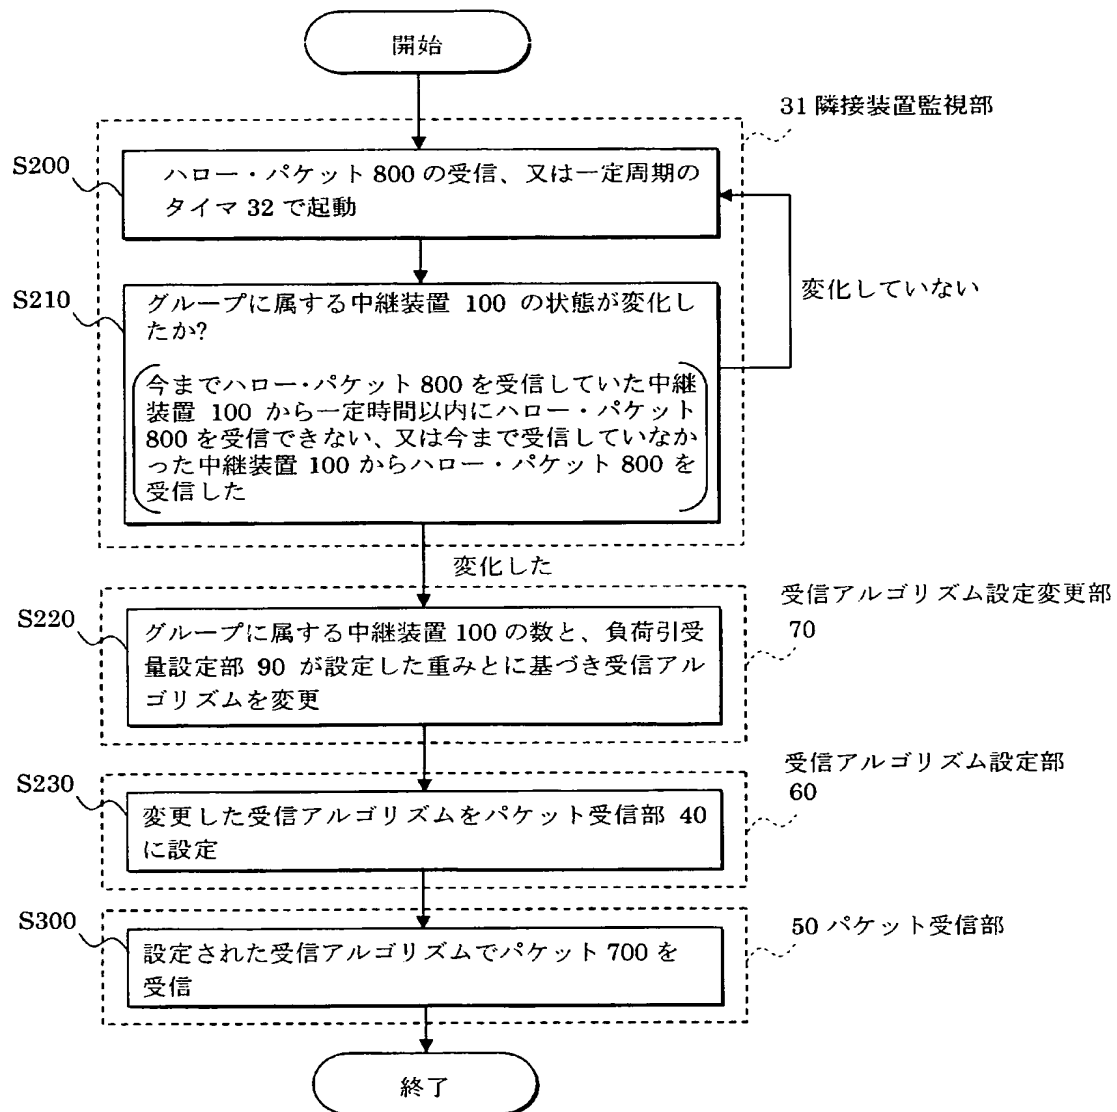 開始
31 隣接装置監視部
S200
ハロー・パケット 800 の受信、又は一定周期の
タイマ 32 で起動
S210
グループに属する中継装置 100 の状態が変化し
たか?
変化していない
今までハロー・パケット 800 を受信していた中継
装置 100 から一定時間以内にハロー・パケット
800 を受信できない、又は今まで受信していなか
った中継装置 100 からハロー・パケット 800 を
受信した
変化した
受信アルゴリズム設定変更部
70
S220
グループに属する中継装置 100 の数と、負荷引受
量設定部 90 が設定した重みとに基づき受信アル
ゴリズムを変更
受信アルゴリズム設定部
60
S230
変更した受信アルゴリズムをパケット受信部 40
に設定
S300
50 パケット受信部
設定された受信アルゴリズムでパケット 700 を
受信
終了